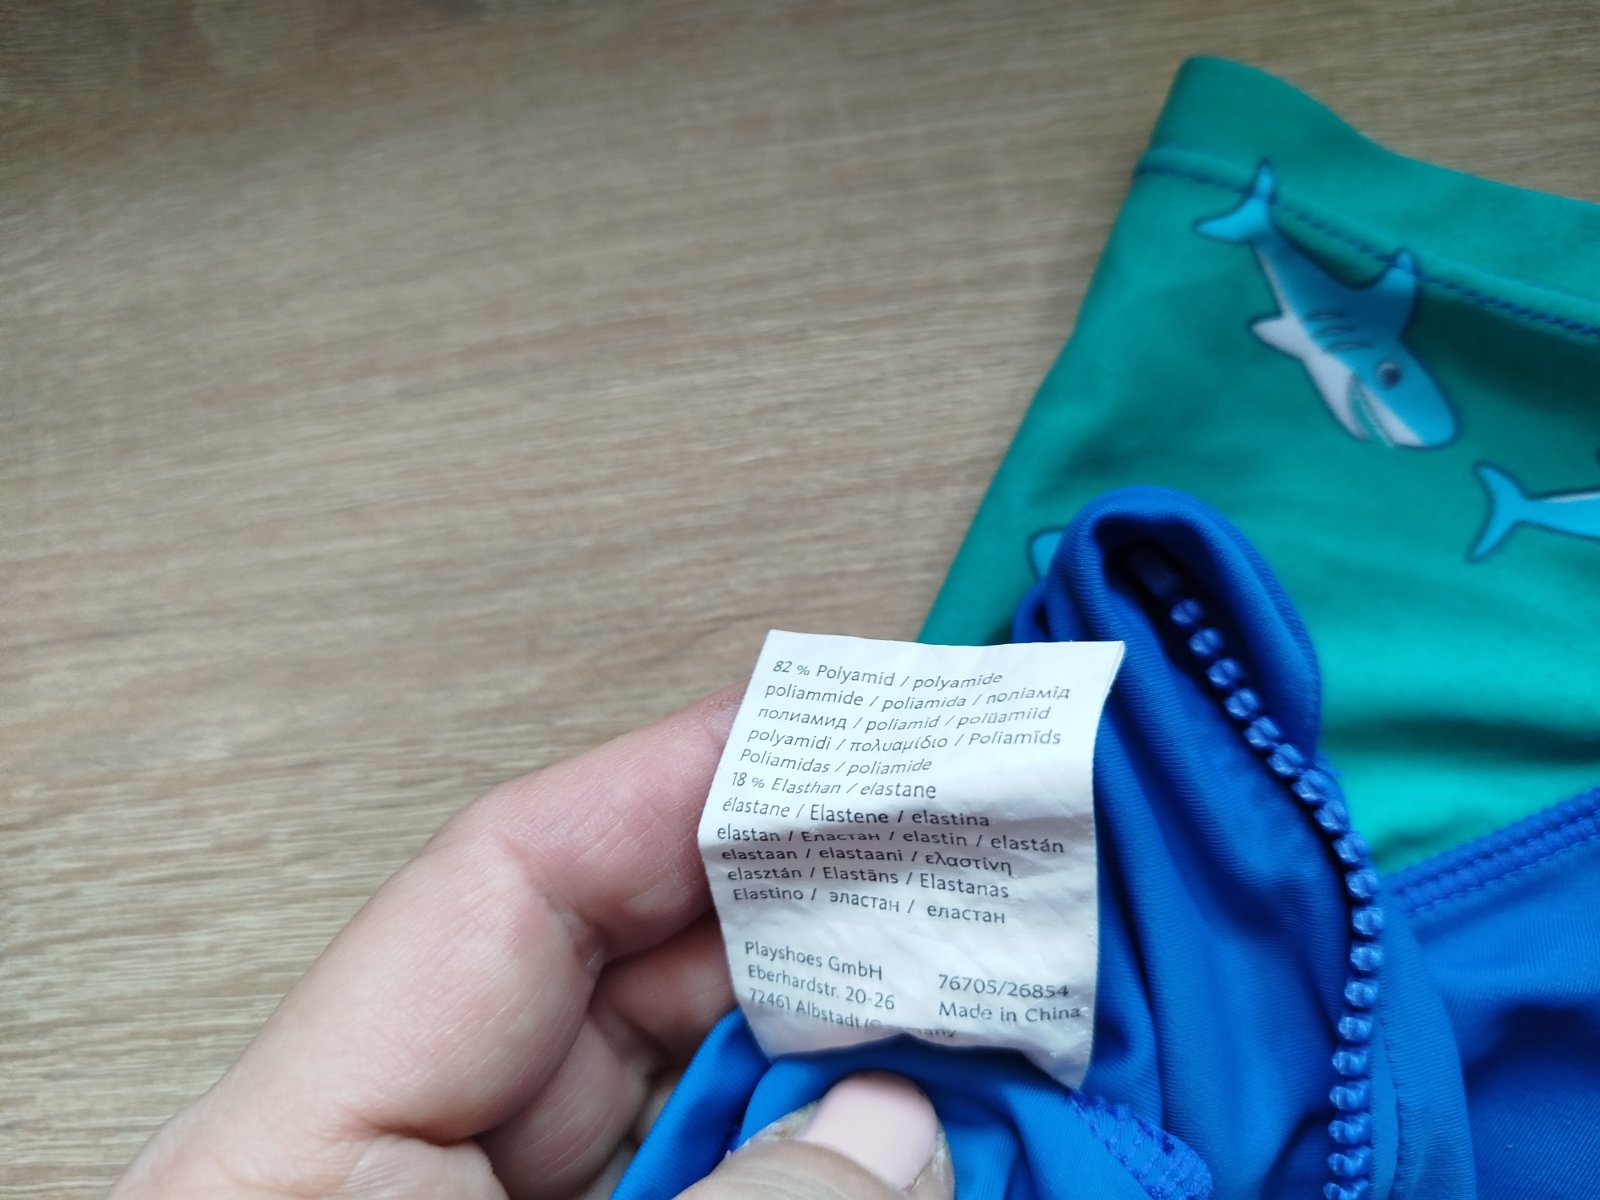 82 % Polyamid / polyamide
poliammide / poliamida / поліамід
полиамид / poliamid / polüamiid
polyamidi / πολυαμίδιο / Poliamīds
Poliamidas / poliamide
18 % Elasthan / elastane
élastane / Elastene / elastina
elastan / Еластан / elastin / elastán
elastaan / elastaani / ελαστίνη
elasztán / Elastāns / Elastanas
Elastino / эластан / еластан
Playshoes GmbH
Eberhardstr. 20-26
72461 Albstadt
76705/26854
Made in China